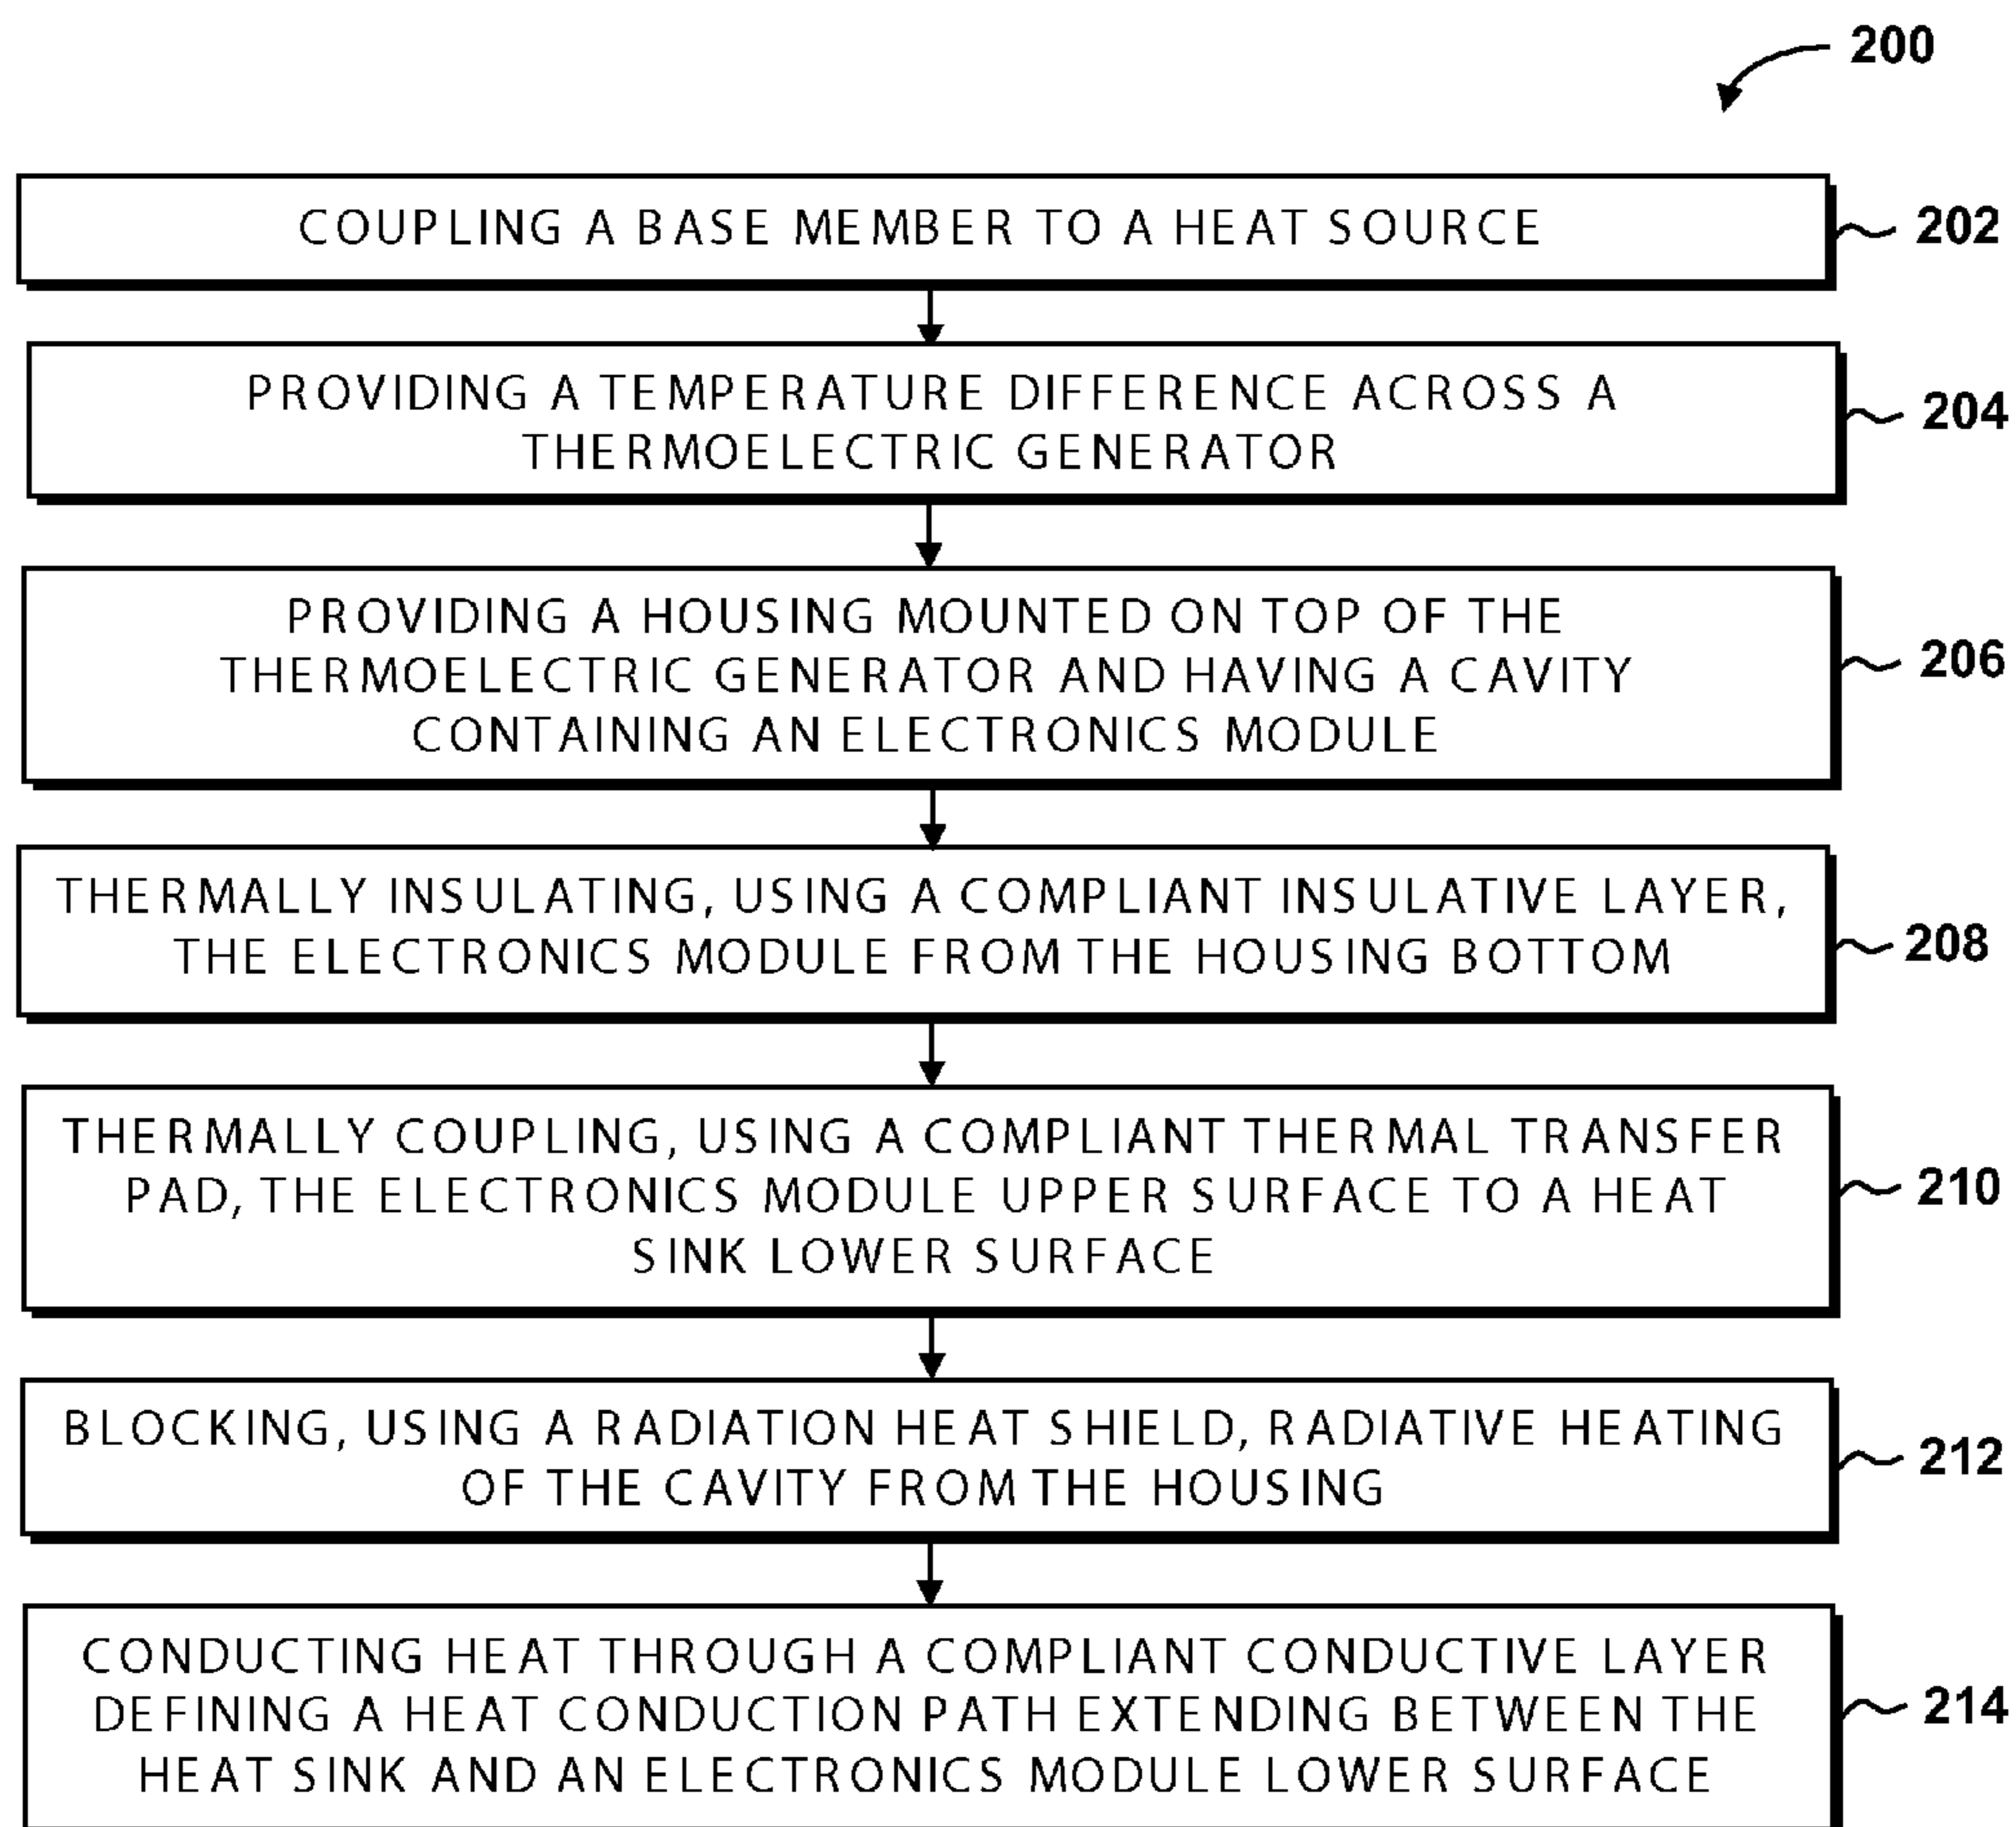 200
COUPLING A BASE MEMBER TO A HEAT SOURCE
202
PROVIDING A TEMPERATURE DIFFERENCE ACROSS A
THERMOELECTRIC GENERATOR
204
PROVIDING A HOUSING MOUNTED ON TOP OF THE
THERMOELECTRIC GENERATOR AND HAVING A CAVITY
CONTAINING AN ELECTRONICS MODULE
206
THERMALLY INSULATING, USING A COMPLIANT INSULATIVE LAYER,
THE ELECTRONICS MODULE FROM THE HOUSING BOTTOM
208
THERMALLY COUPLING, USING A COMPLIANT THERMAL TRANSFER
PAD, THE ELECTRONICS MODULE UPPER SURFACE TO A HEAT
SINK LOWER SURFACE
210
BLOCKING, USING A RADIATION HEAT SHIELD, RADIATIVE HEATING
OF THE CAVITY FROM THE HOUSING
212
CONDUCTING HEAT THROUGH A COMPLIANT CONDUCTIVE LAYER
DEFINING A HEAT CONDUCTION PATH EXTENDING BETWEEN THE
HEAT SINK AND AN ELECTRONICS MODULE LOWER SURFACE
214